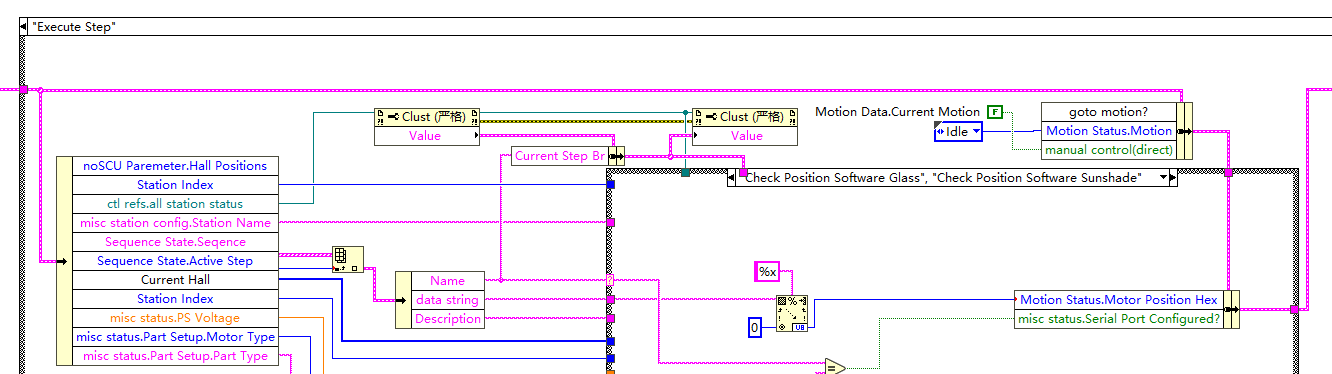 "Execute Step"
Clust (严格)
Value
Clust (严格)
Value
Motion Data.Current Motion
F
Idle
goto motion?
Motion Status.Motion
manual control(direct)
Current Step Br
Check Position Software Glass", "Check Position Software Sunshade"
noSCU Paremeter.Hall Positions
Station Index
ctl refs.all station status
misc station config.Station Name
Sequence State.Seqence
Sequence State.Active Step
Current Hall
Station Index
misc status.PS Voltage
misc status.Part Setup.Motor Type
misc status.Part Setup.Part Type
Name
data string
Description
%x
0
%
U8
Motion Status.Motor Position Hex
misc status.Serial Port Configured?
=